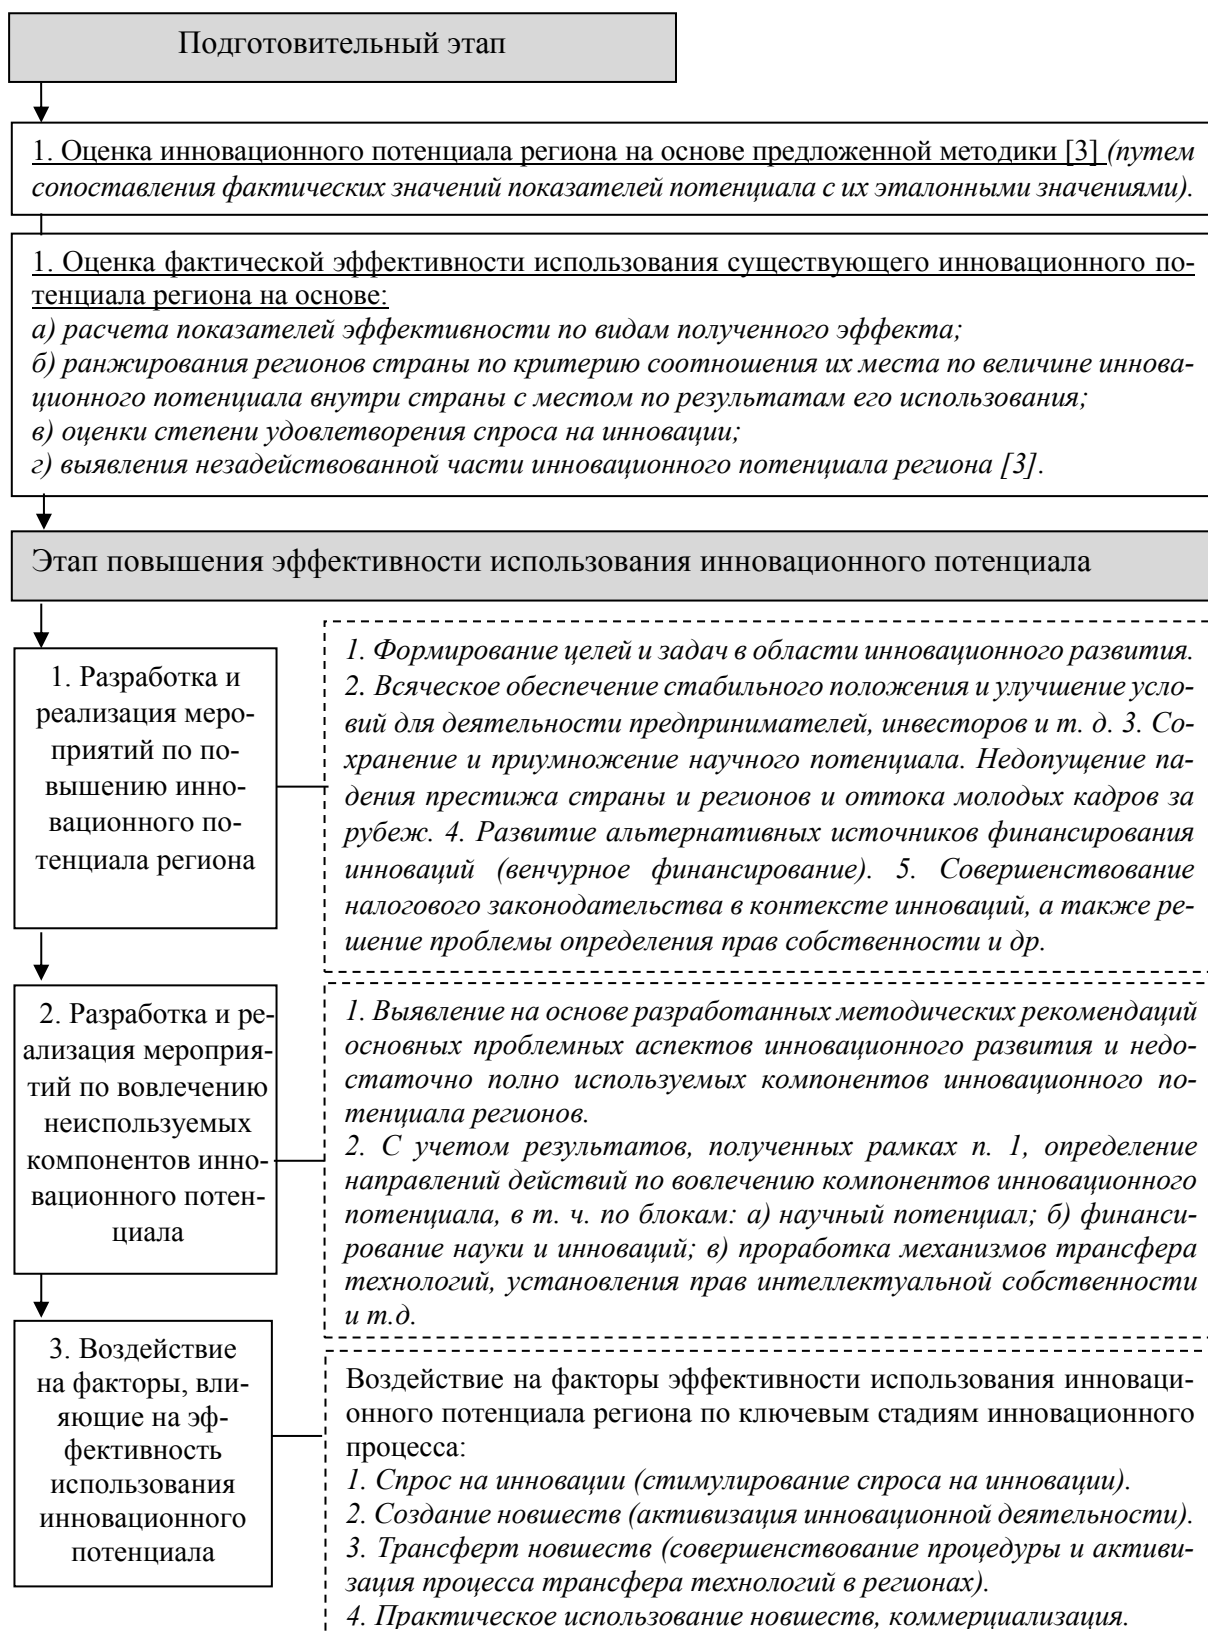 Подготовительный этап
1. Оценка инновационного потенциала региона на основе предложенной методики [3] (путем
сопоставления фактических значений показателей потенциала с их эталонными значениями).
1. Оценка фактической эффективности использования существующего инновационного по-
тенциала региона на основе:
а) расчета показателей эффективности по видам полученного эффекта;
б) ранжирования регионов страны по критерию соотношения их места по величине иннова-
ционного потенциала внутри страны с местом по результатам его использования;
в) оценки степени удовлетворения спроса на инновации;
г) выявления незадействованной части инновационного потенциала региона [3].
Этап повышения эффективности использования инновационного потенциала
1. Разработка и
реализация меро-
приятий по по-
вышению инно-
вационного по-
тенциала региона
1. Формирование целей и задач в области инновационного развития.
2. Всяческое обеспечение стабильного положения и улучшение усло-
вий для деятельности предпринимателей, инвесторов и т. д. 3. Со-
хранение и приумножение научного потенциала. Недопущение па-
дения престижа страны и регионов и оттока молодых кадров за
рубеж. 4. Развитие альтернативных источников финансирования
инноваций (венчурное финансирование). 5. Совершенствование
налогового законодательства в контексте инноваций, а также ре-
шение проблемы определения прав собственности и др.
2. Разработка и ре-
ализация мероприя-
тий по вовлечению
неиспользуемых
компонентов инно-
вационного потен-
циала
1. Выявление на основе разработанных методических рекомендаций
основных проблемных аспектов инновационного развития и недо-
статочно полно используемых компонентов инновационного по-
тенциала регионов.
2. С учетом результатов, полученных рамках п. 1, определение
направлений действий по вовлечению компонентов инновационного
потенциала, в т. ч. по блокам: а) научный потенциал; б) финанси-
рование науки и инноваций; в) проработка механизмов трансфера
технологий, установления прав интеллектуальной собственности
и т.д.
3. Воздействие
на факторы, вли-
яющие на эф-
фективность
использования
инновационного
потенциала
Воздействие на факторы эффективности использования инноваци-
онного потенциала региона по ключевым стадиям инновационного
процесса:
1. Спрос на инновации (стимулирование спроса на инновации).
2. Создание новшеств (активизация инновационной деятельности).
3. Трансферт новшеств (совершенствование процедуры и активи-
зация процесса трансфера технологий в регионах).
4. Практическое использование новшеств, коммерциализация.